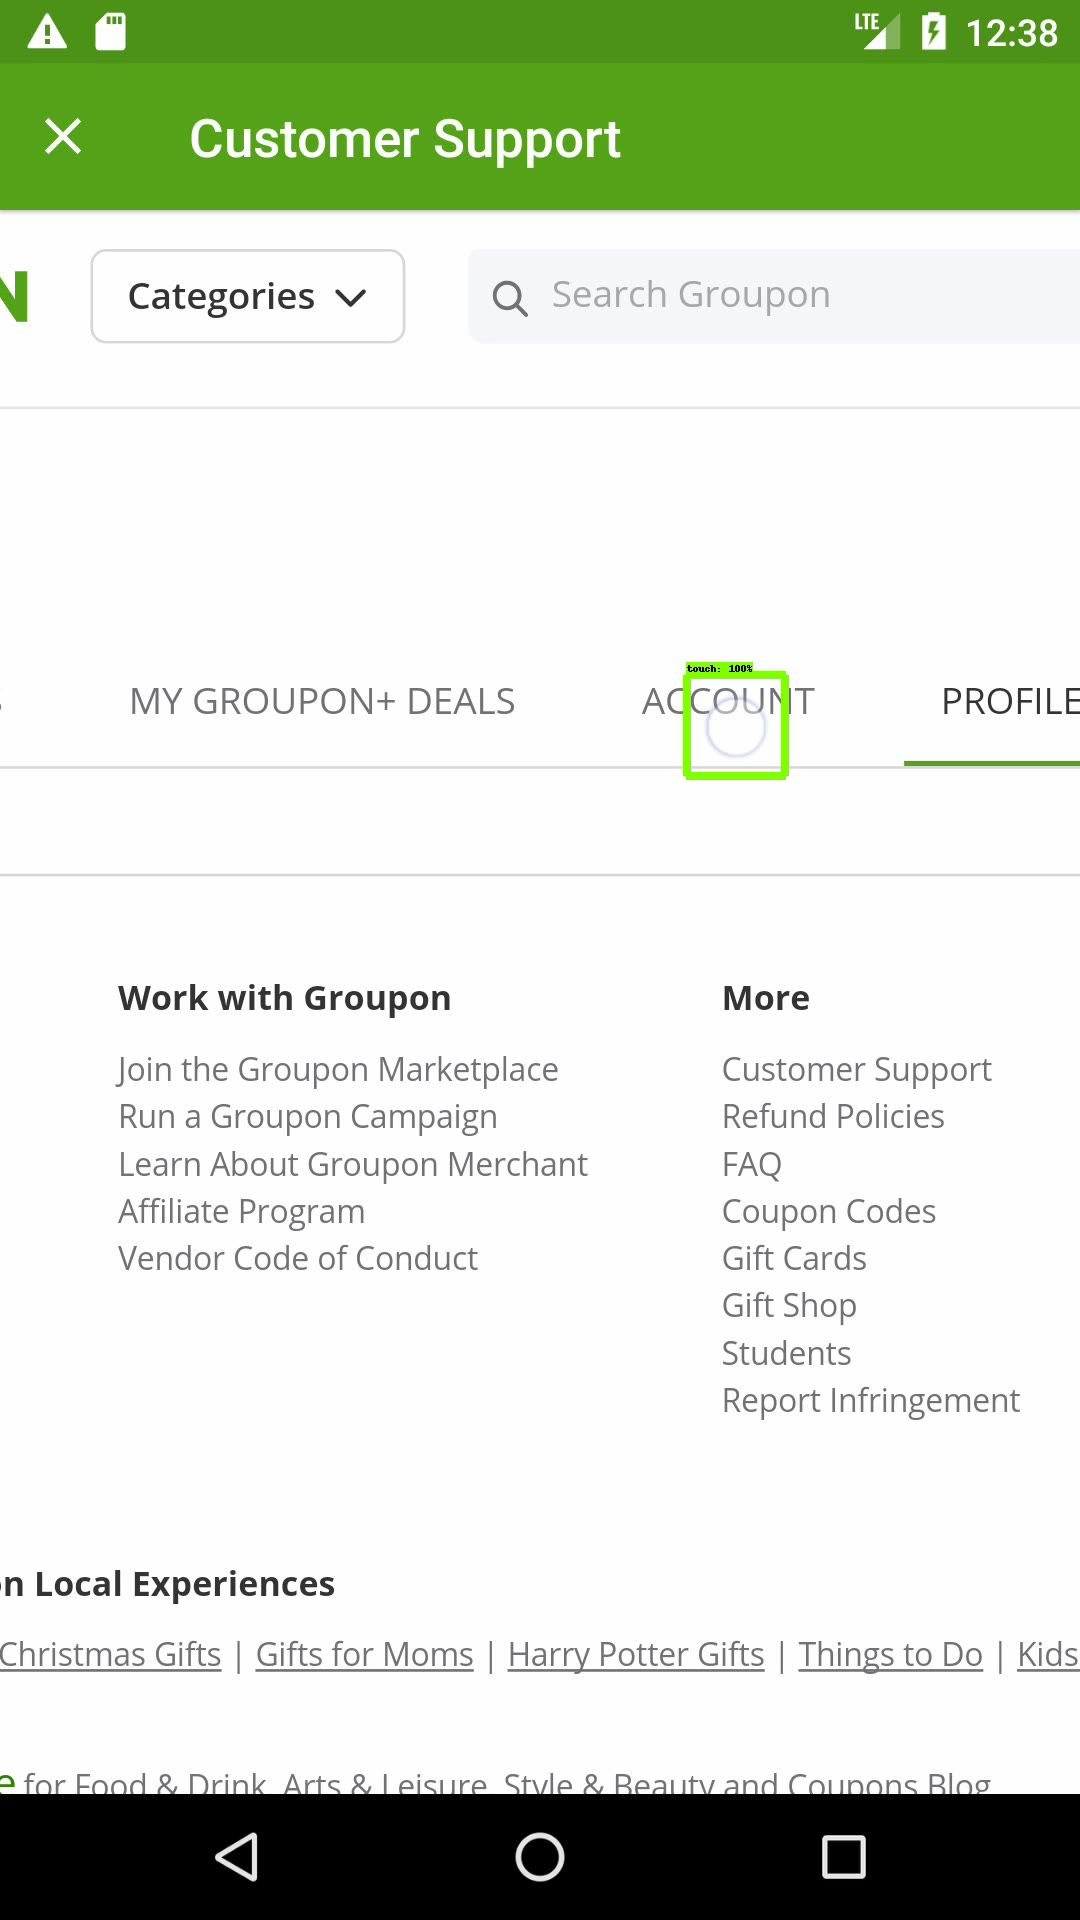 LTE 12:38
Customer Support
N Categories Search Groupon
touch: 100%
MY GROUPON+ DEALS ACCOUNT PROFILE
Work with Groupon
Join the Groupon Marketplace
Run a Groupon Campaign
Learn About Groupon Merchant
Affiliate Program
Vendor Code of Conduct
More
Customer Support
Refund Policies
FAQ
Coupon Codes
Gift Cards
Gift Shop
Students
Report Infringement
on Local Experiences
Christmas Gifts | Gifts for Moms | Harry Potter Gifts | Things to Do | Kids
e for Food & Drink, Arts & Leisure, Style & Beauty and Coupons Blog